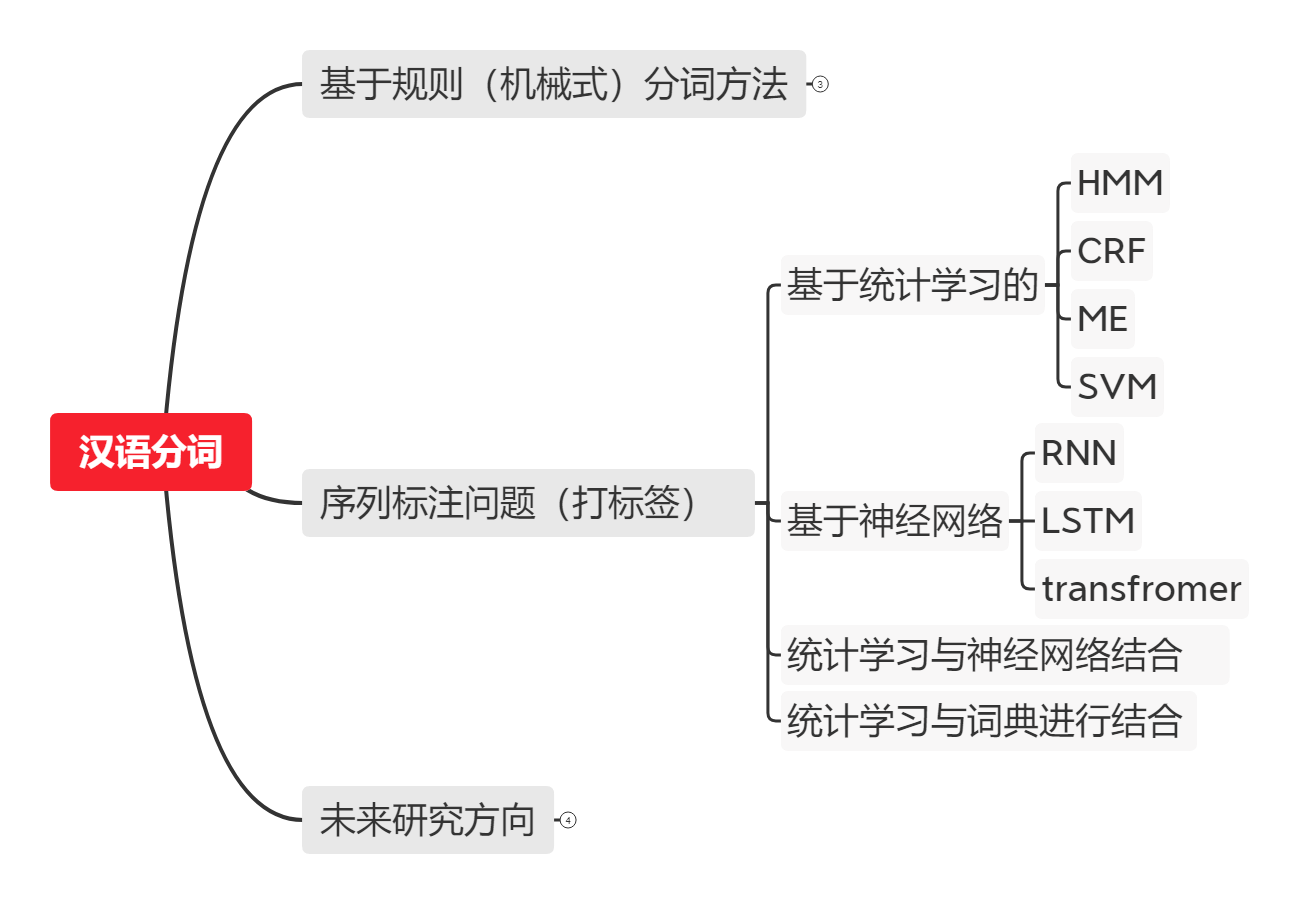 基于规则（机械式）分词方法
3
HMM
CRF
基于统计学习的
ME
SVM
汉语分词
RNN
序列标注问题（打标签）
基于神经网络
LSTM
transfromer
统计学习与神经网络结合
统计学习与词典进行结合
未来研究方向
4